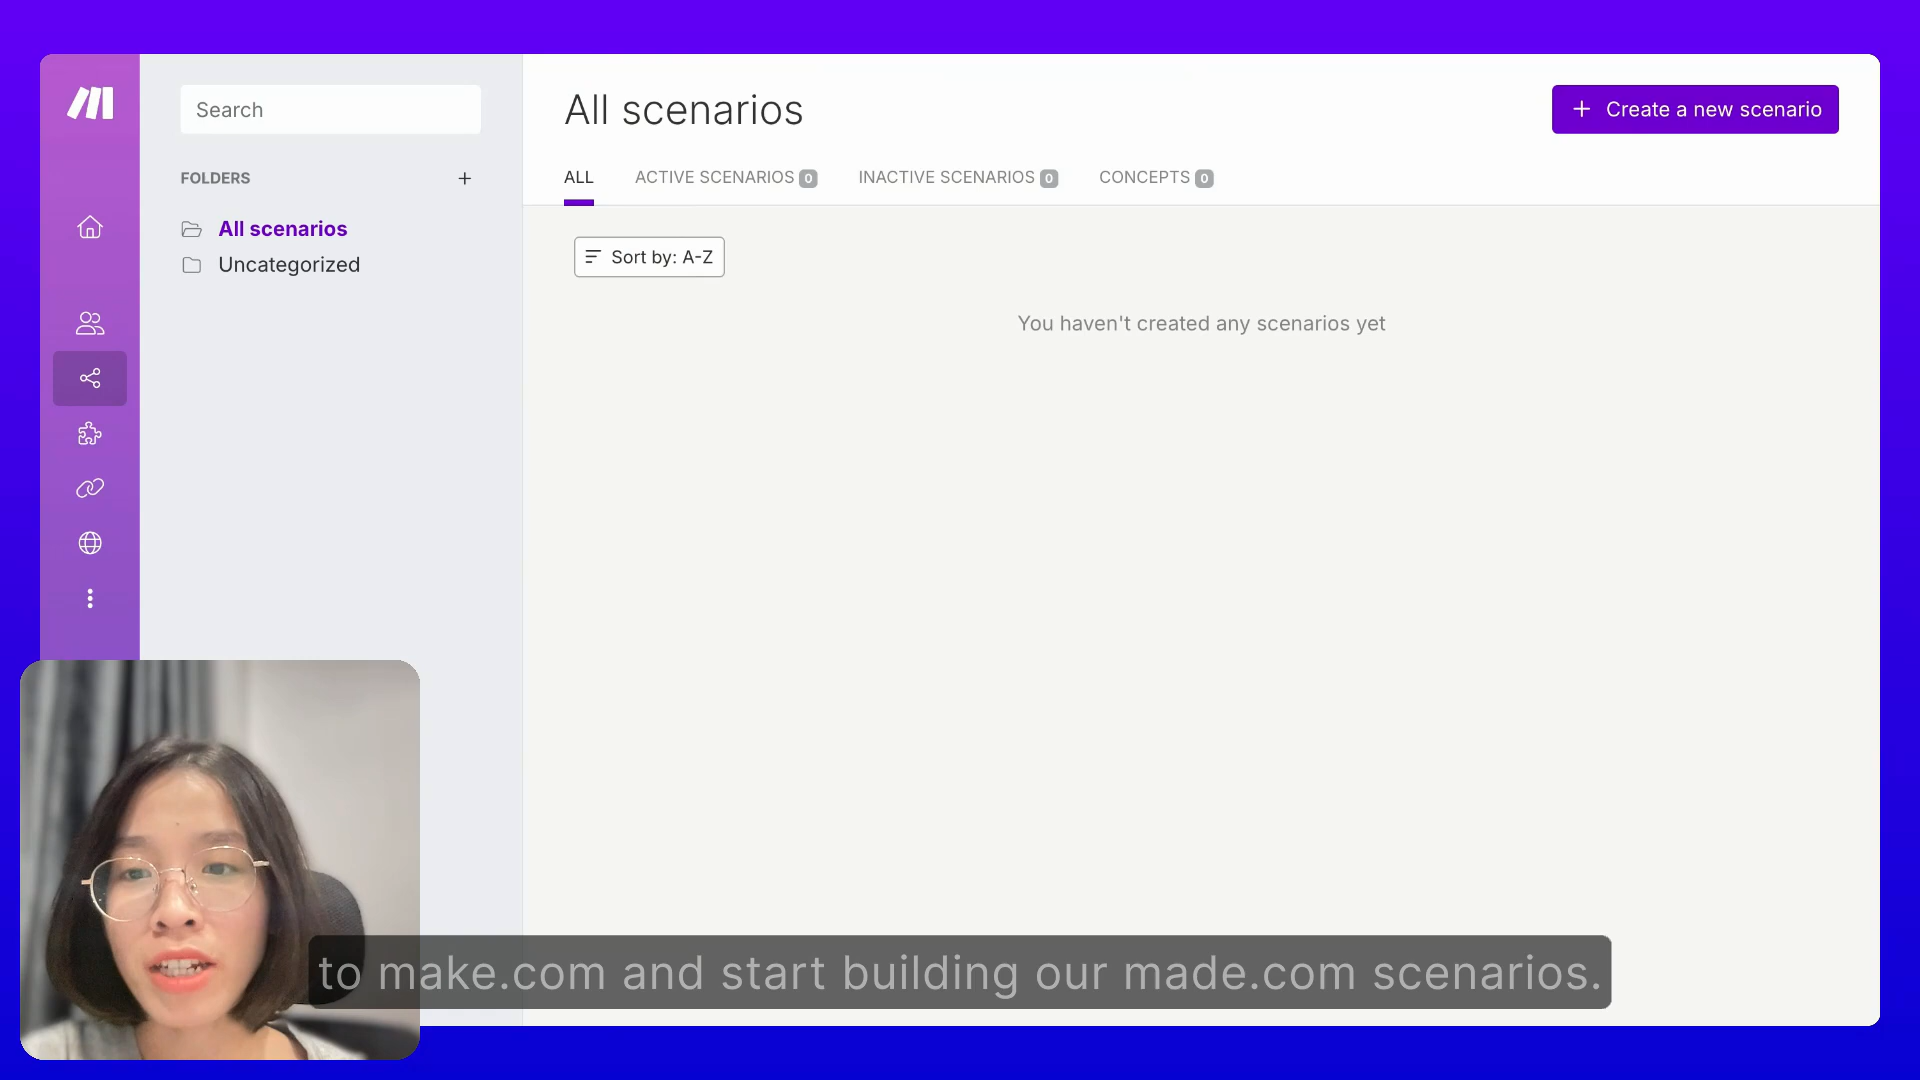 Search
FOLDERS
All scenarios
Uncategorized
All scenarios
Create a new scenario
ALL
ACTIVE SCENARIOS 0
INACTIVE SCENARIOS 0
CONCEPTS 0
Sort by: A-Z
You haven't created any scenarios yet
to make.com and start building our made.com scenarios.